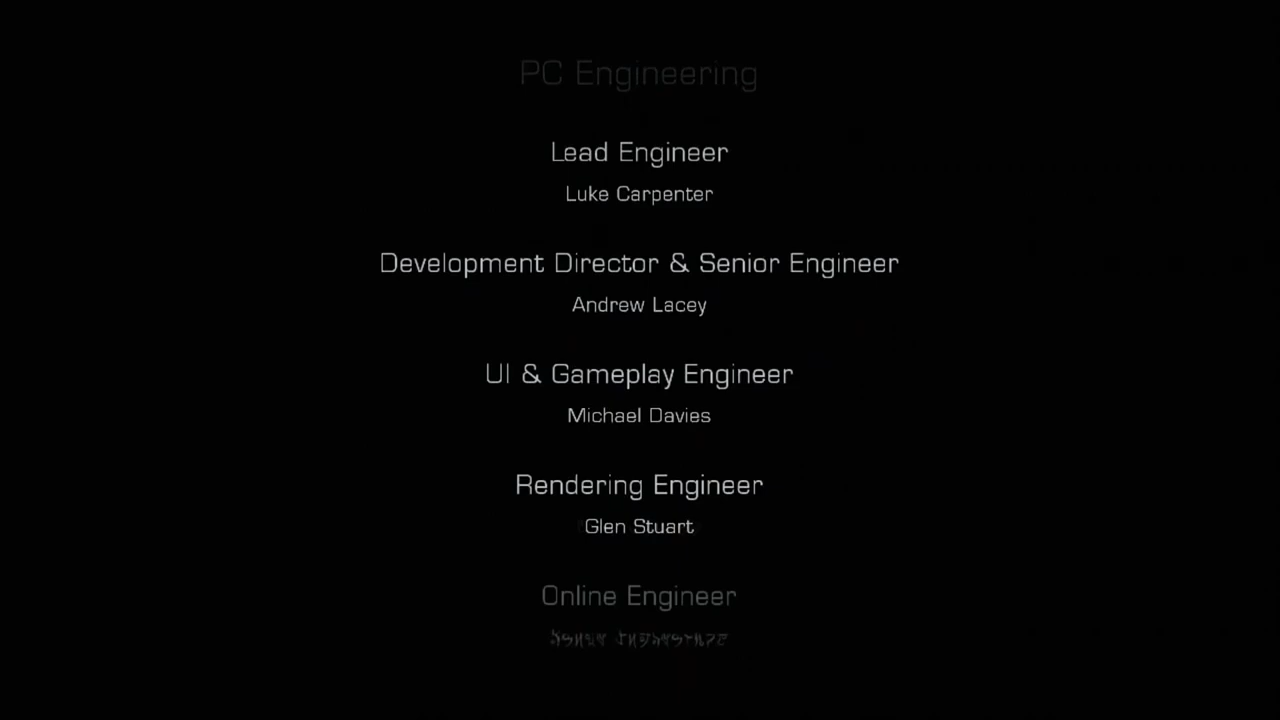 PC Engineering
Lead Engineer
Luke Carpenter
Development Director & Senior Engineer
Andrew Lacey
UI & Gameplay Engineer
Michael Davies
Rendering Engineer
Glen Stuart
Online Engineer